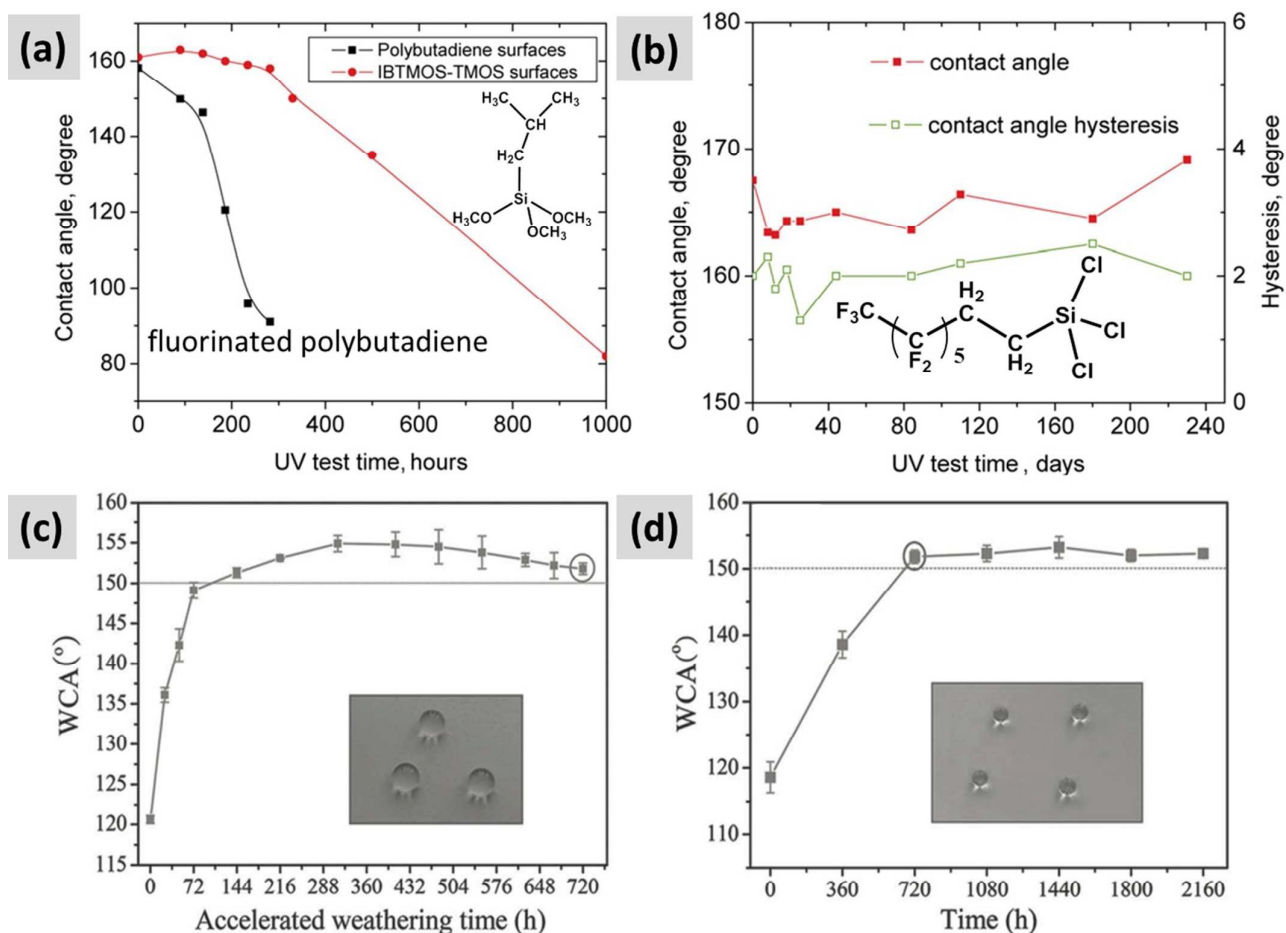 (a)
Contact angle, degree
160
140
120
100
80
Polybutadiene surfaces
IBTMOS-TMOS surfaces
H3C
CH3
CH
H2C
Si
H3CO
OCH3
OCH3
fluorinated polybutadiene
0
200
400
600
800
1000
UV test time, hours
(b)
Contact angle, degree
180
170
160
150
contact angle
contact angle hysteresis
6
4
2
0
Hysteresis, degree
F3C
C
F2
5
H2
C
C
H2
Si
Cl
Cl
Cl
0
40
80
120
160
200
240
UV test time , days
(c)
WCA(°)
160
155
150
145
140
135
130
125
120
115
0
72
144
216
288
360
432
504
576
648
720
Accelerated weathering time (h)
(d)
WCA(°)
160
150
140
130
120
110
0
360
720
1080
1440
1800
2160
Time (h)